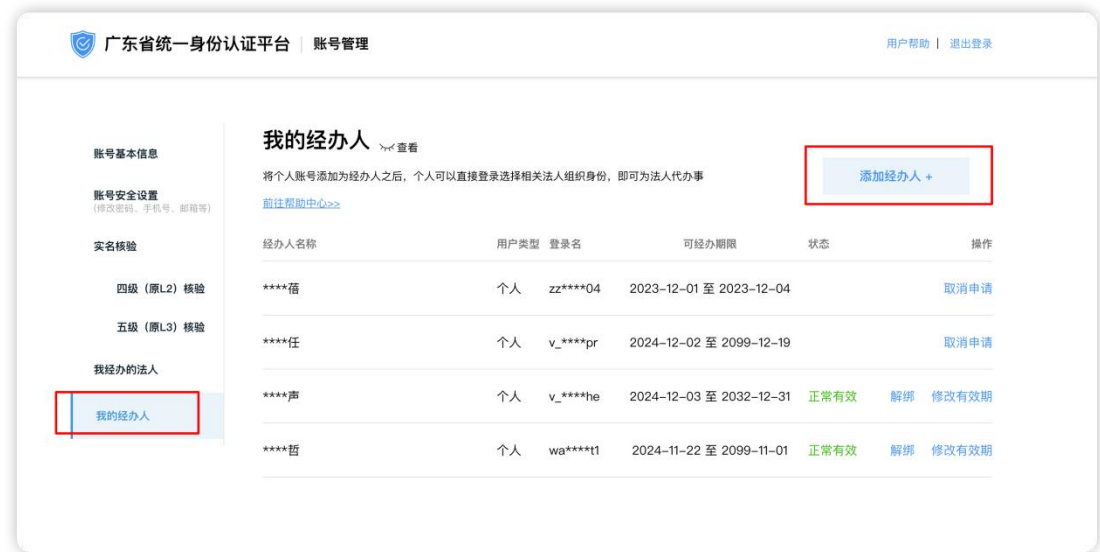 广东省统一身份认证平台 | 账号管理
用户帮助 | 退出登录
账号基本信息
账号安全设置
(修改密码、手机号、邮箱等)
实名核验
四级（原L2）核验
五级（原L3）核验
我经办的法人
我的经办人
我的经办人 查看
将个人账号添加为经办人之后，个人可以直接登录选择相关法人组织身份，即可为法人代办事
前往帮助中心>>
添加经办人 +
经办人名称 用户类型 登录名 可经办期限 状态 操作
****蓓 个人 zz****04 2023-12-01 至 2023-12-04 取消申请
****任 个人 v_****pr 2024-12-02 至 2099-12-19 取消申请
****声 个人 v_****he 2024-12-03 至 2032-12-31 正常有效 解绑 修改有效期
****哲 个人 wa****t1 2024-11-22 至 2099-11-01 正常有效 解绑 修改有效期